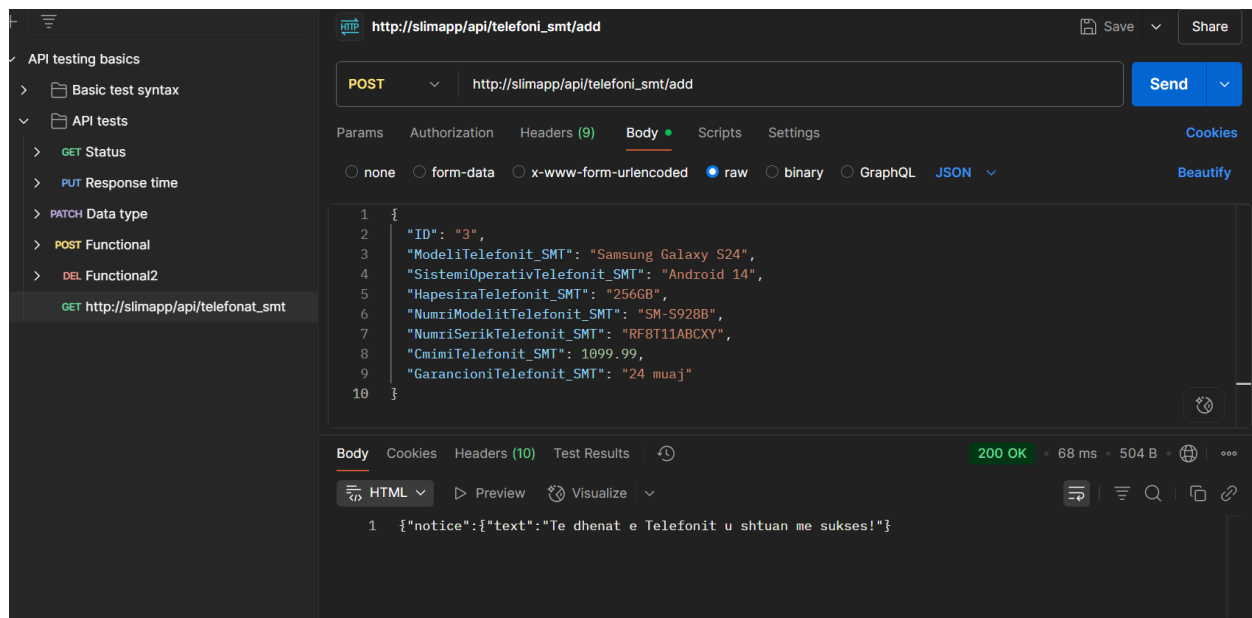 HTTP http://slimapp/api/telefoni_smt/add
Save
Share
API testing basics
Basic test syntax
API tests
GET Status
PUT Response time
PATCH Data type
POST Functional
DEL Functional2
GET http://slimapp/api/telefonat_smt
POST http://slimapp/api/telefoni_smt/add
Send
Params Authorization Headers (9) Body Scripts Settings
Cookies
none form-data x-www-form-urlencoded raw binary GraphQL JSON
Beautify
1 {
2 "ID": "3",
3 "ModeliTelefonit_SMT": "Samsung Galaxy S24",
4 "SistemiOperativTelefonit_SMT": "Android 14",
5 "HapesiraTelefonit_SMT": "256GB",
6 "NumriModelitTelefonit_SMT": "SM-S928B",
7 "NumriSerikTelefonit_SMT": "RF8T11ABCXY",
8 "CmimiTelefonit_SMT": 1099.99,
9 "GarancioniTelefonit_SMT": "24 muaj"
10 }
Body Cookies Headers (10) Test Results
200 OK • 68 ms • 504 B
HTML Preview Visualize
1 {"notice":{"text":"Te dhenat e Telefonit u shtuan me sukses!"}